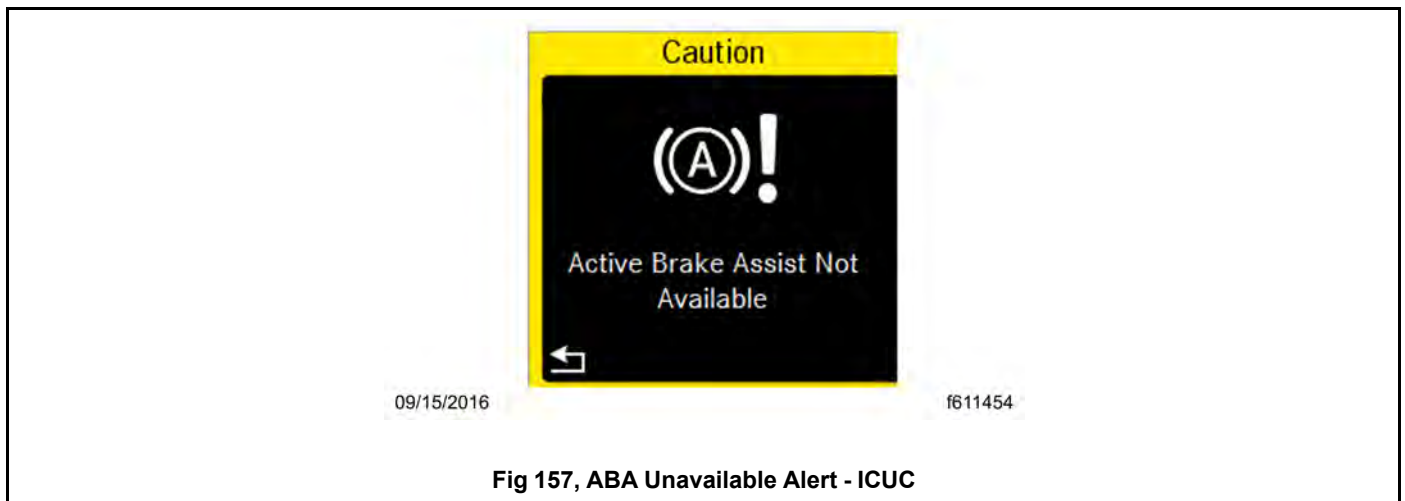 Caution
(A)!
Active Brake Assist Not
Available
09/15/2016
f611454
Fig 157, ABA Unavailable Alert - ICUC